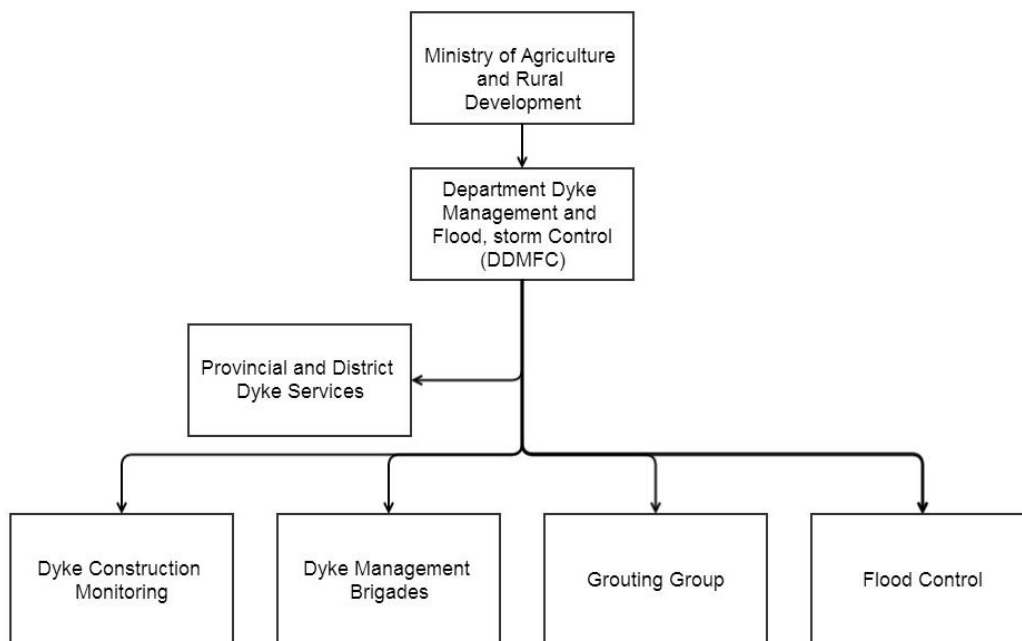 Ministry of Agriculture
and Rural
Development
Department Dyke
Management and
Flood, storm Control
(DDMFC)
Provincial and District
Dyke Services
Dyke Construction
Monitoring
Dyke Management
Brigades
Grouting Group
Flood Control